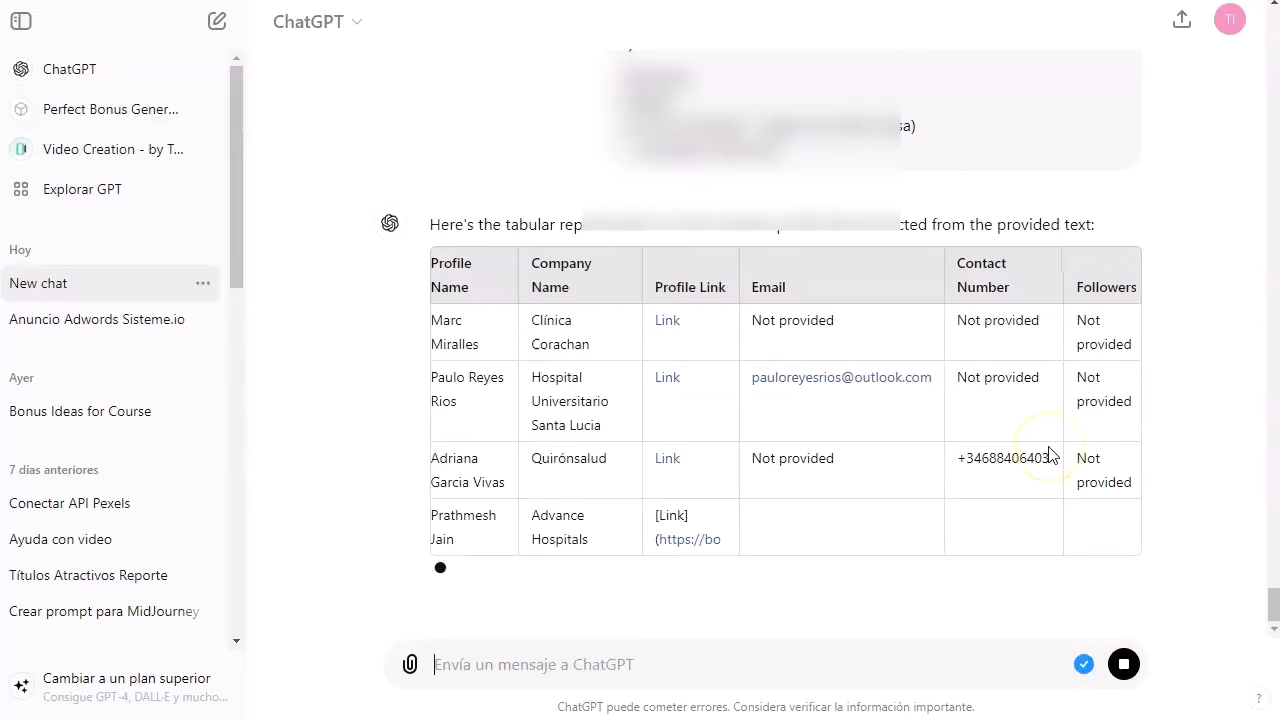 ChatGPT
TI
ChatGPT
Perfect Bonus Gener...
Video Creation - by T...
Explorar GPT
Hoy
New chat
Anuncio Adwords Sisteme.io
Ayer
Bonus Ideas for Course
7 días anteriores
Conectar API Pexels
Ayuda con video
Títulos Atractivos Reporte
Crear prompt para MidJourney
Cambiar a un plan superior
Consigue GPT-4, DALL·E y mucho...
sa)
Here's the tabular rep cted from the provided text:
Profile Name
Company Name
Profile Link
Email
Contact Number
Followers
Marc Miralles
Clínica Corachan
Link
Not provided
Not provided
Not provided
Paulo Reyes Rios
Hospital Universitario Santa Lucia
Link
pauloreyesrios@outlook.com
Not provided
Not provided
Adriana Garcia Vivas
Quirónsalud
Link
Not provided
+3468840640
Not provided
Prathmesh Jain
Advance Hospitals
[Link] (https://bo
Envía un mensaje a ChatGPT
ChatGPT puede cometer errores. Considera verificar la información importante.
?